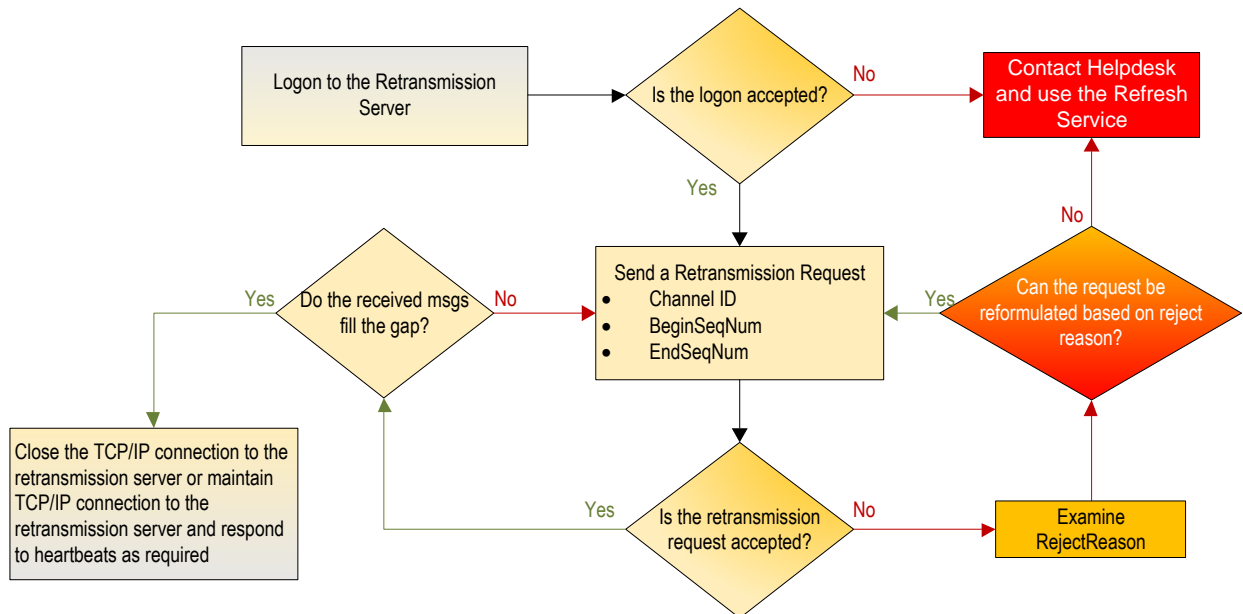 Logon to the Retransmission
Server
Is the logon accepted?
No
Contact Helpdesk
and use the Refresh
Service
Yes
No
Send a Retransmission Request
• Channel ID
• BeginSeqNum
• EndSeqNum
Yes
Do the received msgs
fill the gap?
No
Yes
Can the request be
reformulated based on reject
reason?
Close the TCP/IP connection to the
retransmission server or maintain
TCP/IP connection to the
retransmission server and respond
to heartbeats as required
Yes
Is the retransmission
request accepted?
No
Examine
RejectReason